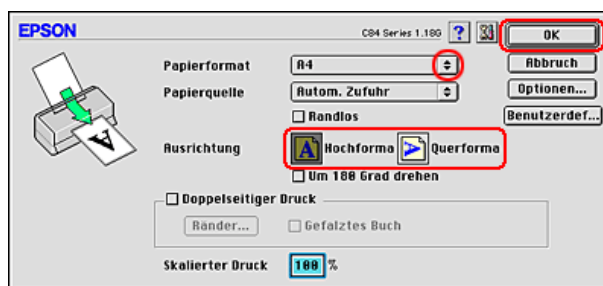 EPSON C84 Series 1.18G ? OK
Papierformat A4 Abbruch
Papierquelle Autom. Zufuhr Optionen...
Randlos Benutzerdef...
Ausrichtung A Hochforma A Querforma
Um 180 Grad drehen
Doppelseitiger Druck
Ränder... Gefalztes Buch
Skalierter Druck 100 %
A